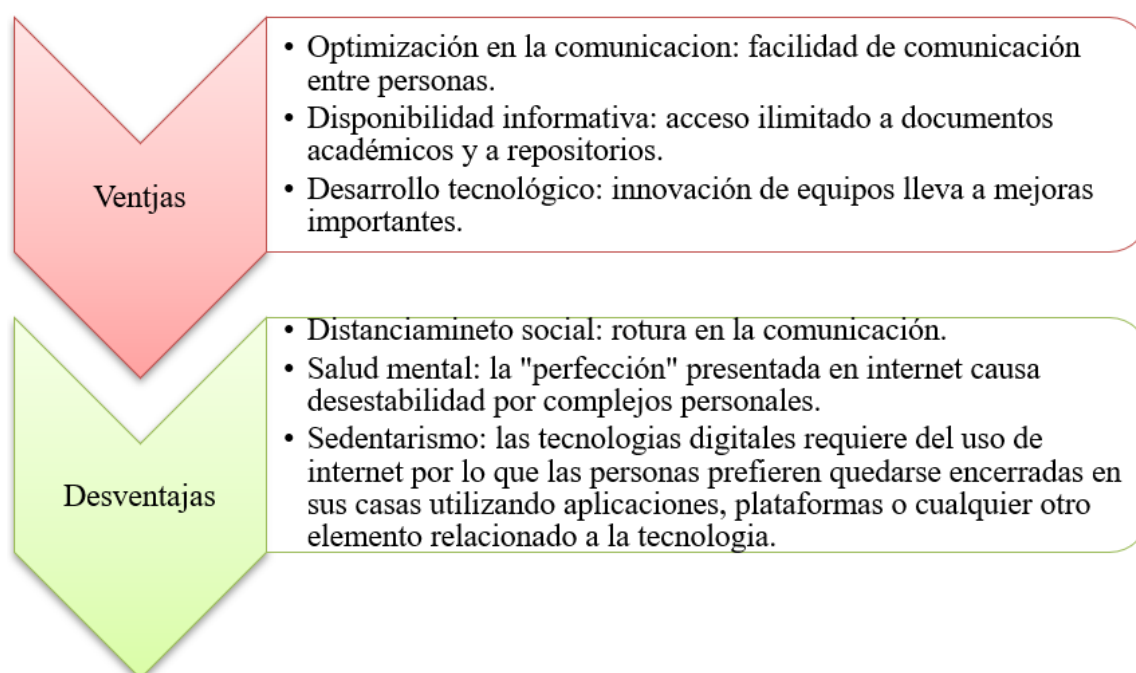 Ventjas
• Optimización en la comunicacion: facilidad de comunicación
entre personas.
• Disponibilidad informativa: acceso ilimitado a documentos
académicos y a repositorios.
• Desarrollo tecnológico: innovación de equipos lleva a mejoras
importantes.
Desventajas
• Distanciamineto social: rotura en la comunicación.
• Salud mental: la "perfección" presentada en internet causa
desestabilidad por complejos personales.
• Sedentarismo: las tecnologias digitales requiere del uso de
internet por lo que las personas prefieren quedarse encerradas en
sus casas utilizando aplicaciones, plataformas o cualquier otro
elemento relacionado a la tecnologia.